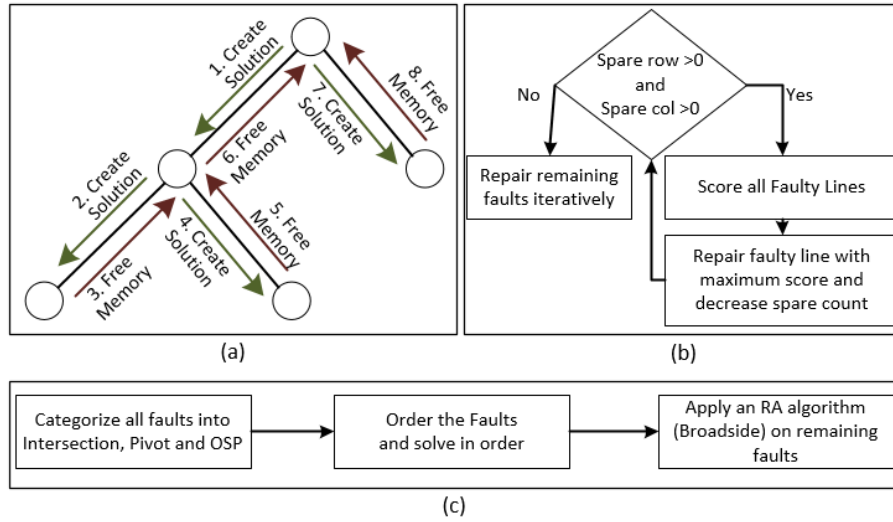 1. Create
Solution
2. Create
Solution
3. Free
Memory
4. Create
Solution
5. Free
Memory
6. Free
Memory
7. Create
Solution
8. Free
Memory
(a)
Spare row >0
and
Spare col >0
No
Yes
Repair remaining
faults iteratively
Score all Faulty Lines
Repair faulty line with
maximum score and
decrease spare count
(b)
Categorize all faults into
Intersection, Pivot and OSP
Order the Faults
and solve in order
Apply an RA algorithm
(Broadside) on remaining
faults
(c)